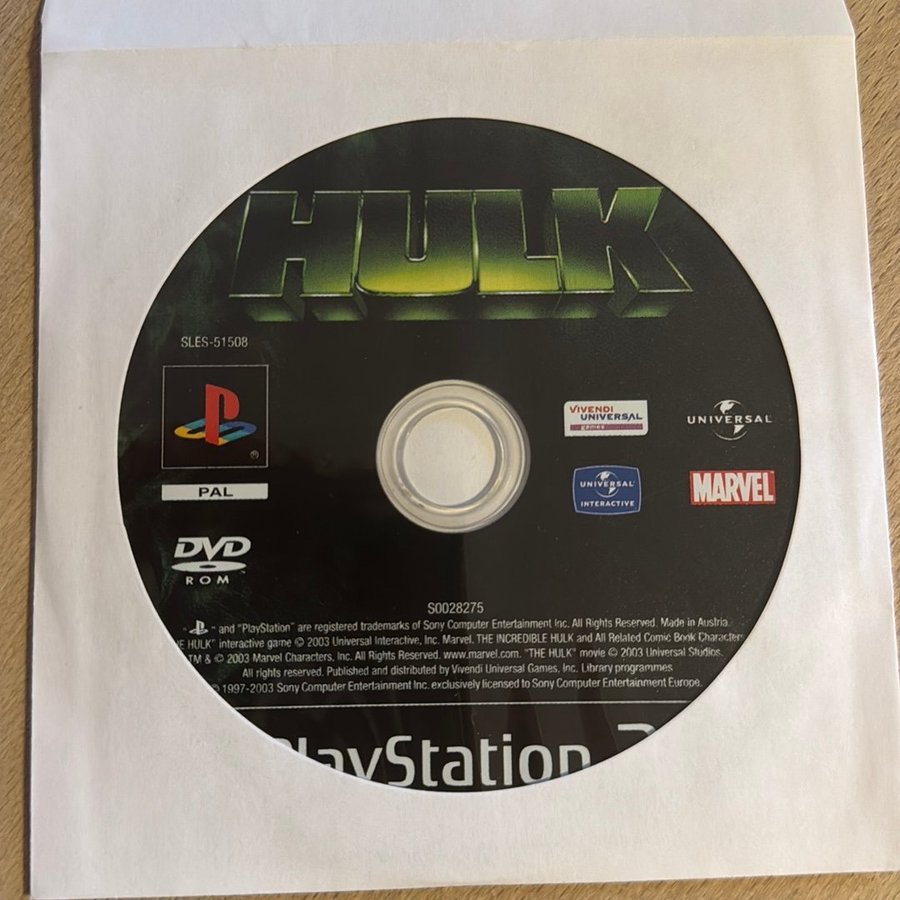 HULK
SLES-51508
®
PAL
DVD
ROM
VIVENDI
UNIVERSAL
games
UNIVERSAL
UNIVERSAL
INTERACTIVE
MARVEL
S0028275
" " and "PlayStation" are registered trademarks of Sony Computer Entertainment Inc. All Rights Reserved. Made in Austria.
HE HULK" interactive game © 2003 Universal Interactive, Inc. Marvel, THE INCREDIBLE HULK and All Related Comic Book Characters
TM & © 2003 Marvel Characters, Inc. All Rights Reserved. www.marvel.com. "THE HULK" movie © 2003 Universal Studios.
All rights reserved. Published and distributed by Vivendi Universal Games, Inc. Library programmes
© 1997-2003 Sony Computer Entertainment Inc. exclusively licensed to Sony Computer Entertainment Europe.
PlayStation 2